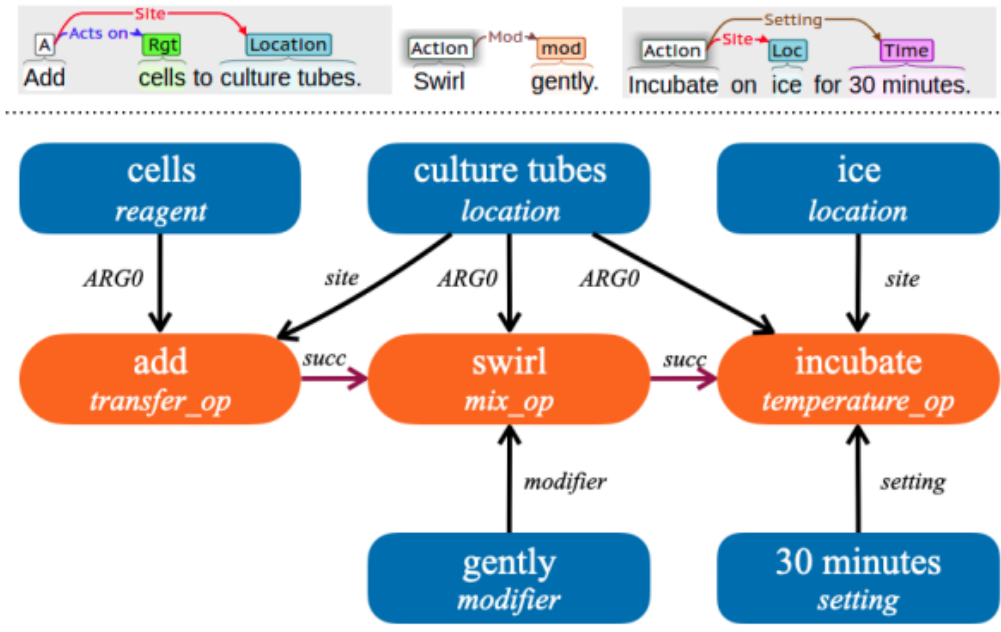 Site
A Acts on Rgt Location
Add cells to culture tubes.
Action Mod mod
Swirl gently.
Setting
Action Site Loc Time
Incubate on ice for 30 minutes.
cells
reagent
culture tubes
location
ice
location
ARG0 site ARG0 ARG0 site
add
transfer_op
succ
swirl
mix_op
succ
incubate
temperature_op
modifier
setting
gently
modifier
30 minutes
setting